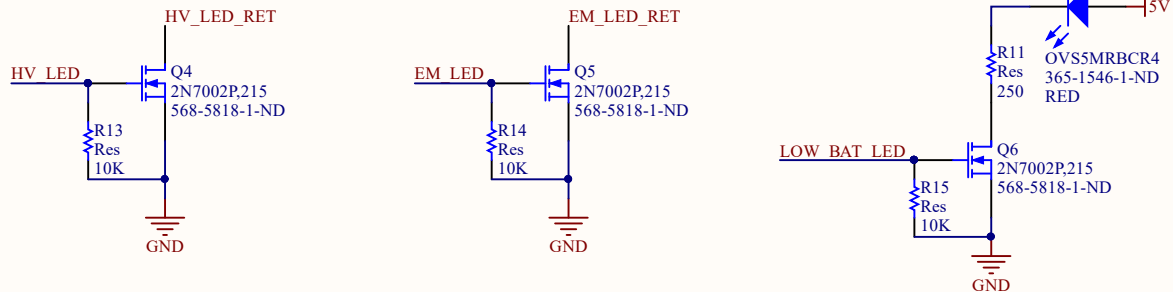 HV_LED_RET
HV_LED
Q4
2N7002P,215
568-5818-1-ND
R13
Res
10K
GND
EM_LED_RET
EM_LED
Q5
2N7002P,215
568-5818-1-ND
R14
Res
10K
GND
5V
R11
Res
250
OVS5MRBCR4
365-1546-1-ND
RED
LOW_BAT_LED
Q6
2N7002P,215
568-5818-1-ND
R15
Res
10K
GND